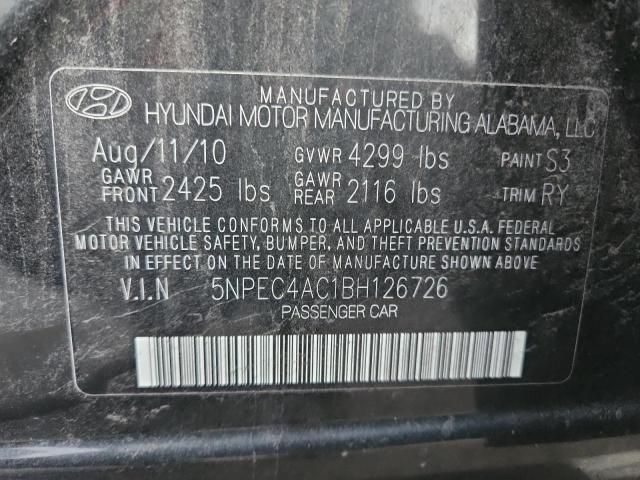 MANUFACTURED BY
HYUNDAI MOTOR MANUFACTURING ALABAMA, LLC
Aug/11/10 GVWR 4299 lbs PAINT S3
GAWR FRONT 2425 lbs GAWR REAR 2116 lbs TRIM RY
THIS VEHICLE CONFORMS TO ALL APPLICABLE U.S.A. FEDERAL
MOTOR VEHICLE SAFETY, BUMPER, AND THEFT PREVENTION STANDARDS
IN EFFECT ON THE DATE OF MANUFACTURE SHOWN ABOVE.
V.I.N 5NPEC4AC1BH126726
PASSENGER CAR